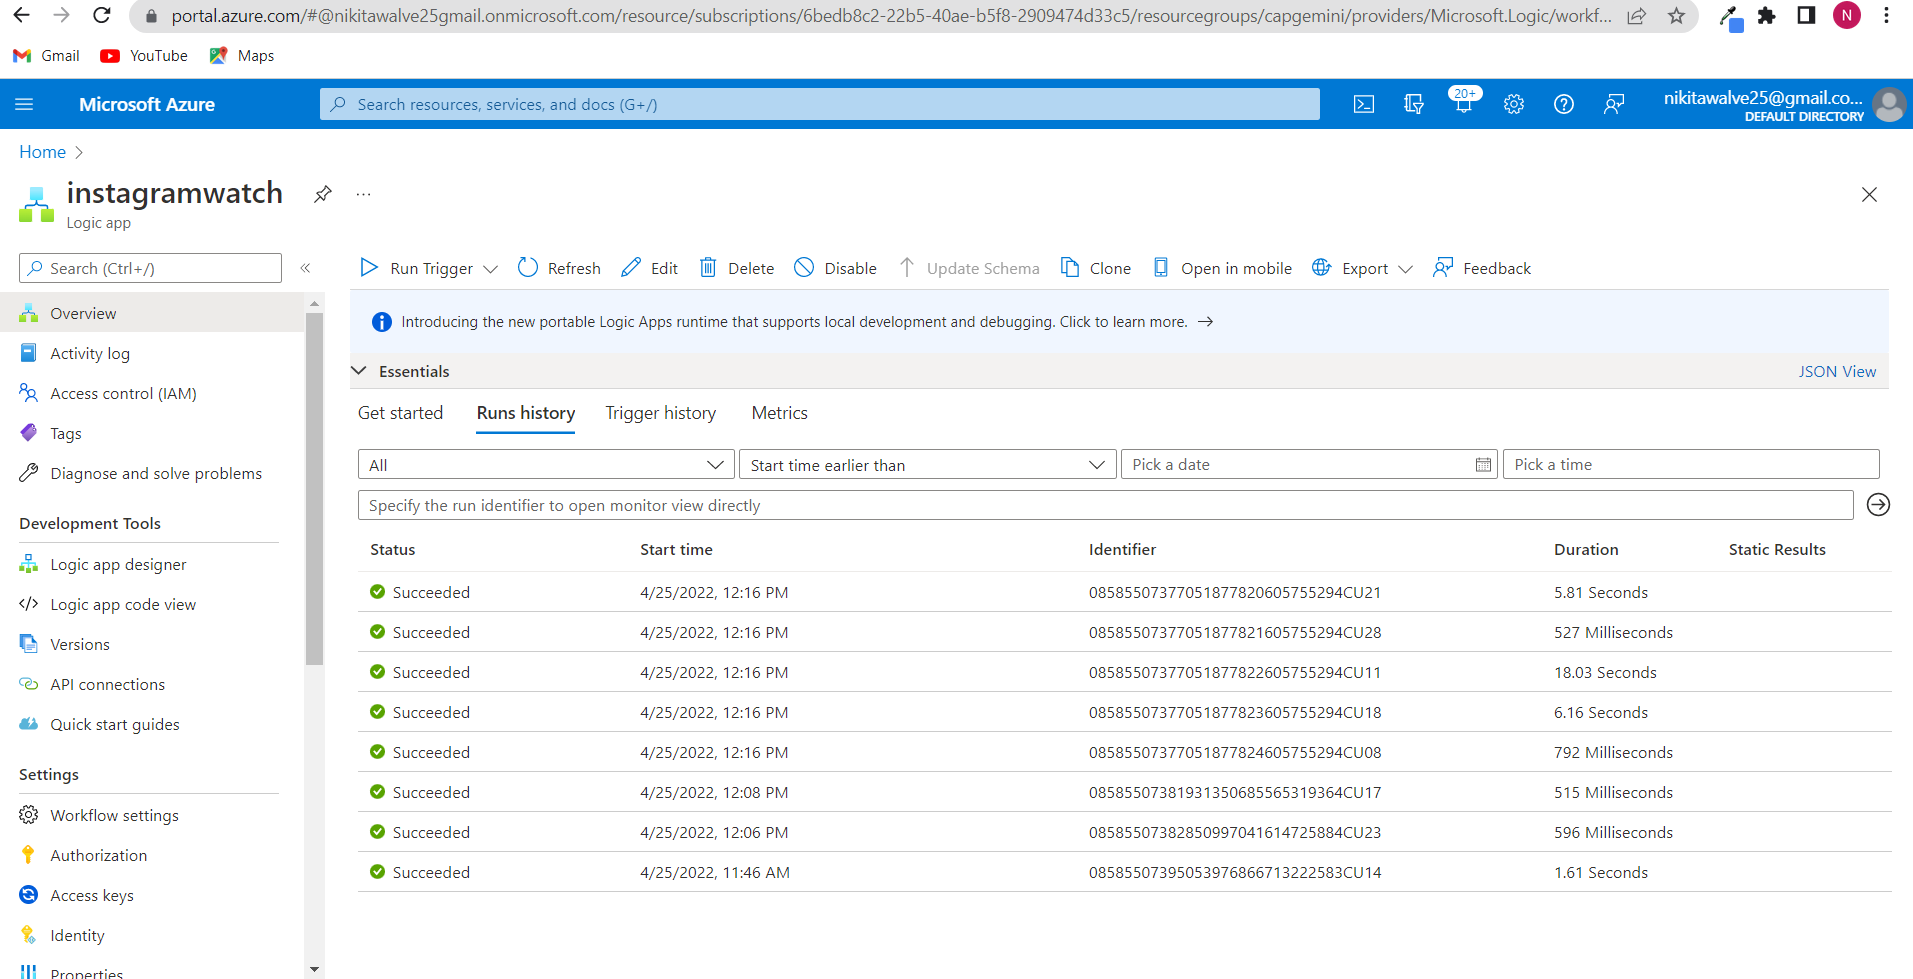 portal.azure.com/#@nikitawalve25gmail.onmicrosoft.com/resource/subscriptions/6bedb8c2-22b5-40ae-b5f8-2909474d33c5/resourcegroups/capgemini/providers/Microsoft.Logic/workf... N
Gmail YouTube Maps
Microsoft Azure Search resources, services, and docs (G+/) 20+ nikitawalve25@gmail.co...
DEFAULT DIRECTORY
Home
instagramwatch ...
Logic app
Search (Ctrl+/) «
Run Trigger Refresh Edit Delete Disable Update Schema Clone Open in mobile Export Feedback
Overview
Activity log
Access control (IAM)
Tags
Diagnose and solve problems
Development Tools
Logic app designer
Logic app code view
Versions
API connections
Quick start guides
Settings
Workflow settings
Authorization
Access keys
Identity
Properties
Introducing the new portable Logic Apps runtime that supports local development and debugging. Click to learn more. →
Essentials JSON View
Get started Runs history Trigger history Metrics
All Start time earlier than Pick a date Pick a time
Specify the run identifier to open monitor view directly
Status Start time Identifier Duration Static Results
Succeeded 4/25/2022, 12:16 PM 08585507377051877820605755294CU21 5.81 Seconds
Succeeded 4/25/2022, 12:16 PM 08585507377051877821605755294CU28 527 Milliseconds
Succeeded 4/25/2022, 12:16 PM 08585507377051877822605755294CU11 18.03 Seconds
Succeeded 4/25/2022, 12:16 PM 08585507377051877823605755294CU18 6.16 Seconds
Succeeded 4/25/2022, 12:16 PM 08585507377051877824605755294CU08 792 Milliseconds
Succeeded 4/25/2022, 12:08 PM 08585507381931350685565319364CU17 515 Milliseconds
Succeeded 4/25/2022, 12:06 PM 08585507382850997041614725884CU23 596 Milliseconds
Succeeded 4/25/2022, 11:46 AM 08585507395053976866713222583CU14 1.61 Seconds